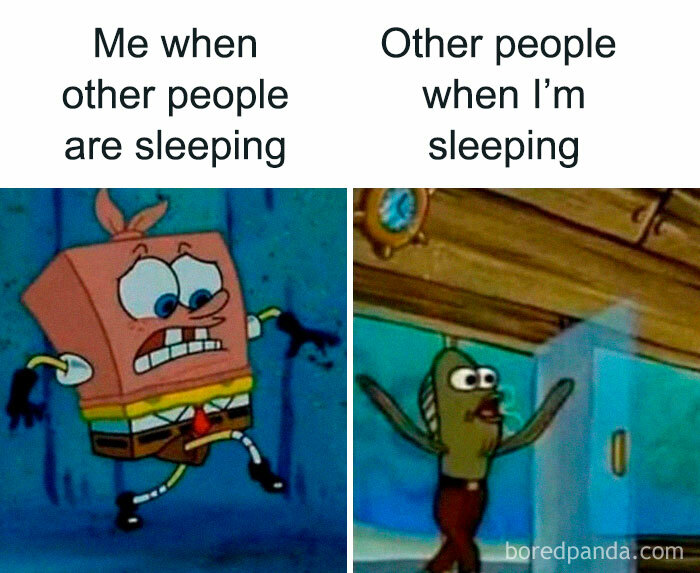 Me when
other people
are sleeping
Other people
when I’m
sleeping
boredpanda.com